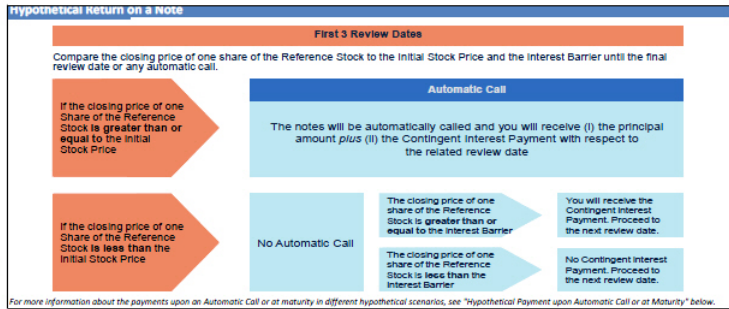 Hypothetical Return on a Note
First 3 Review Dates
Compare the closing price of one share of the Reference Stock to the Initial Stock Price and the Interest Barrier until the final
review date or any automatic call.
If the closing price of one
Share of the Reference
Stock is greater than or
equal to the Initial
Stock Price
Automatic Call
The notes will be automatically called and you will receive (i) the principal
amount plus (ii) the Contingent Interest Payment with respect to
the related review date
If the closing price of one
Share of the Reference
Stock is less than the
Initial Stock Price
No Automatic Call
The closing price of one
share of the Reference
Stock is greater than or
equal to the Interest Barrier
You will receive the
Contingent Interest
Payment. Proceed to
the next review date.
The closing price of one
share of the Reference
Stock is less than the
Interest Barrier
No Contingent Interest
Payment. Proceed to
the next review date.
For more information about the payments upon an Automatic Call or at maturity in different hypothetical scenarios, see "Hypothetical Payment upon Automatic Call or at Maturity" below.